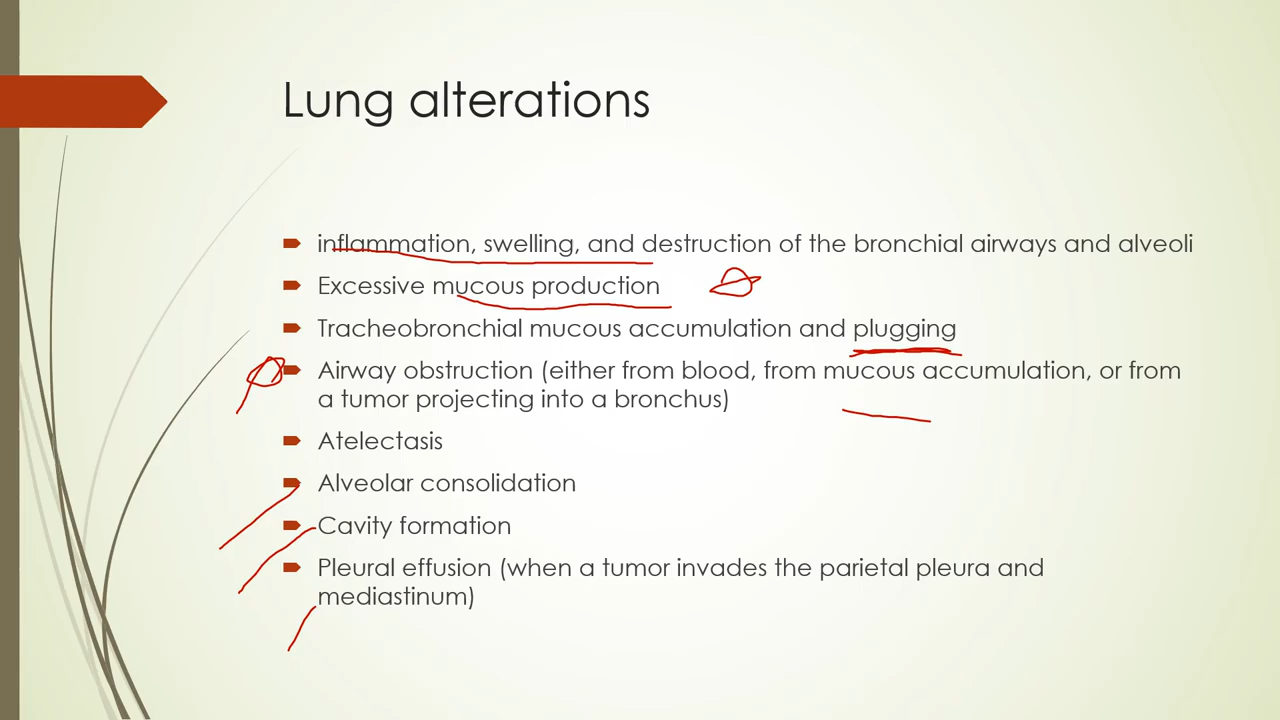 Lung alterations
inflammation, swelling, and destruction of the bronchial airways and alveoli
Excessive mucous production
Tracheobronchial mucous accumulation and plugging
Airway obstruction (either from blood, from mucous accumulation, or from
a tumor projecting into a bronchus)
Atelectasis
Alveolar consolidation
Cavity formation
Pleural effusion (when a tumor invades the parietal pleura and
mediastinum)